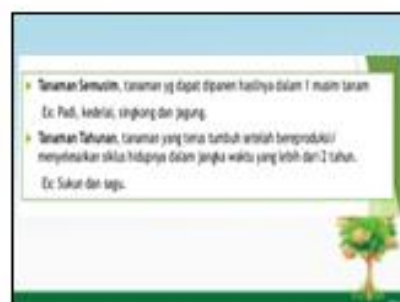 Tanaman Semusim, tanaman yg dapat dipanen hasilnya dalam 1 musim tanam
Ex: Padi, kedelai, singkong dan jagung.
Tanaman Tahunan, tanaman yang terus tumbuh setelah bereproduksi/
menyelesaikan siklus hidupnya dalam jangka waktu yang lebih dari 2 tahun.
Ex: Sukun dan sagu.